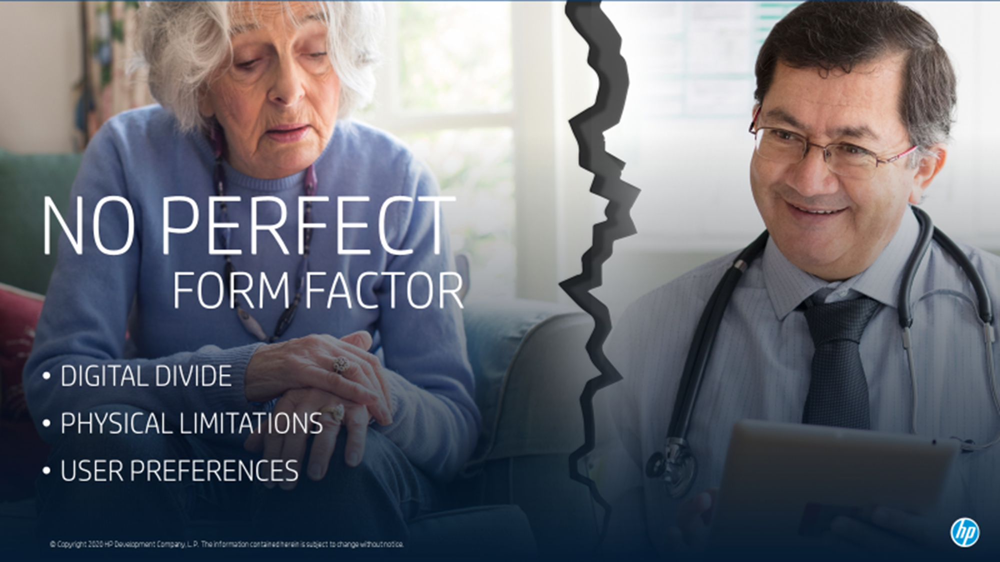 NO PERFECT
FORM FACTOR
• DIGITAL DIVIDE
• PHYSICAL LIMITATIONS
• USER PREFERENCES
© Copyright 2020 HP Development Company, L.P. The information contained herein is subject to change without notice.
hp